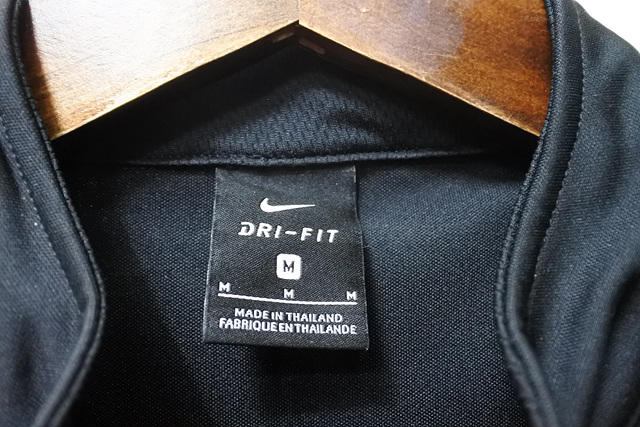 DRI-FIT
M
M M M
MADE IN THAILAND
FABRIQUE EN THAILANDE